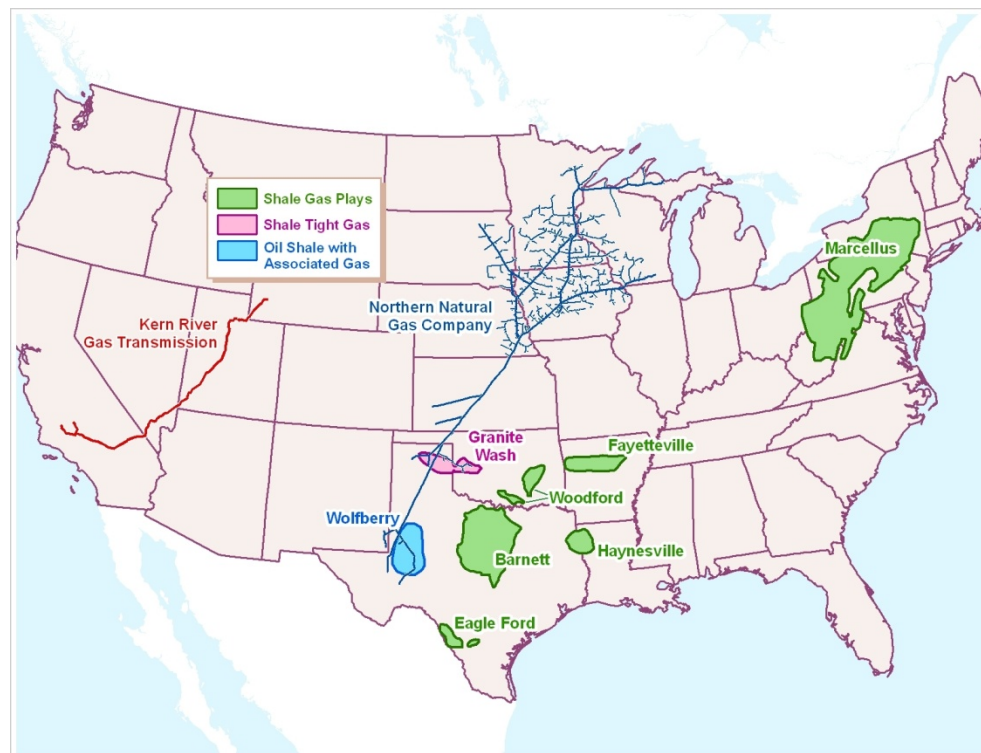 Shale Gas Plays
Shale Tight Gas
Oil Shale with
Associated Gas
Marcellus
Northern Natural
Gas Company
Kern River
Gas Transmission
Granite
Wash
Fayetteville
Woodford
Wolfberry
Barnett
Haynesville
Eagle Ford